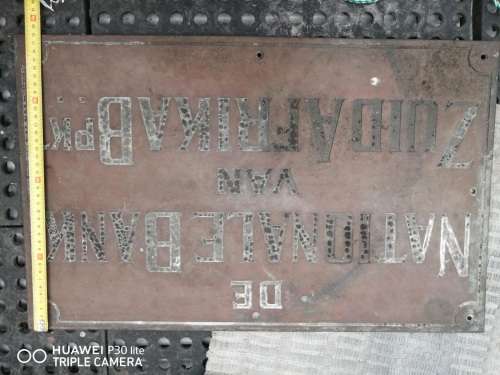 DE
NATIONALE BANK
VAN
ZUID AFRIKA BPK.
HUAWEI P30 lite
TRIPLE CAMERA